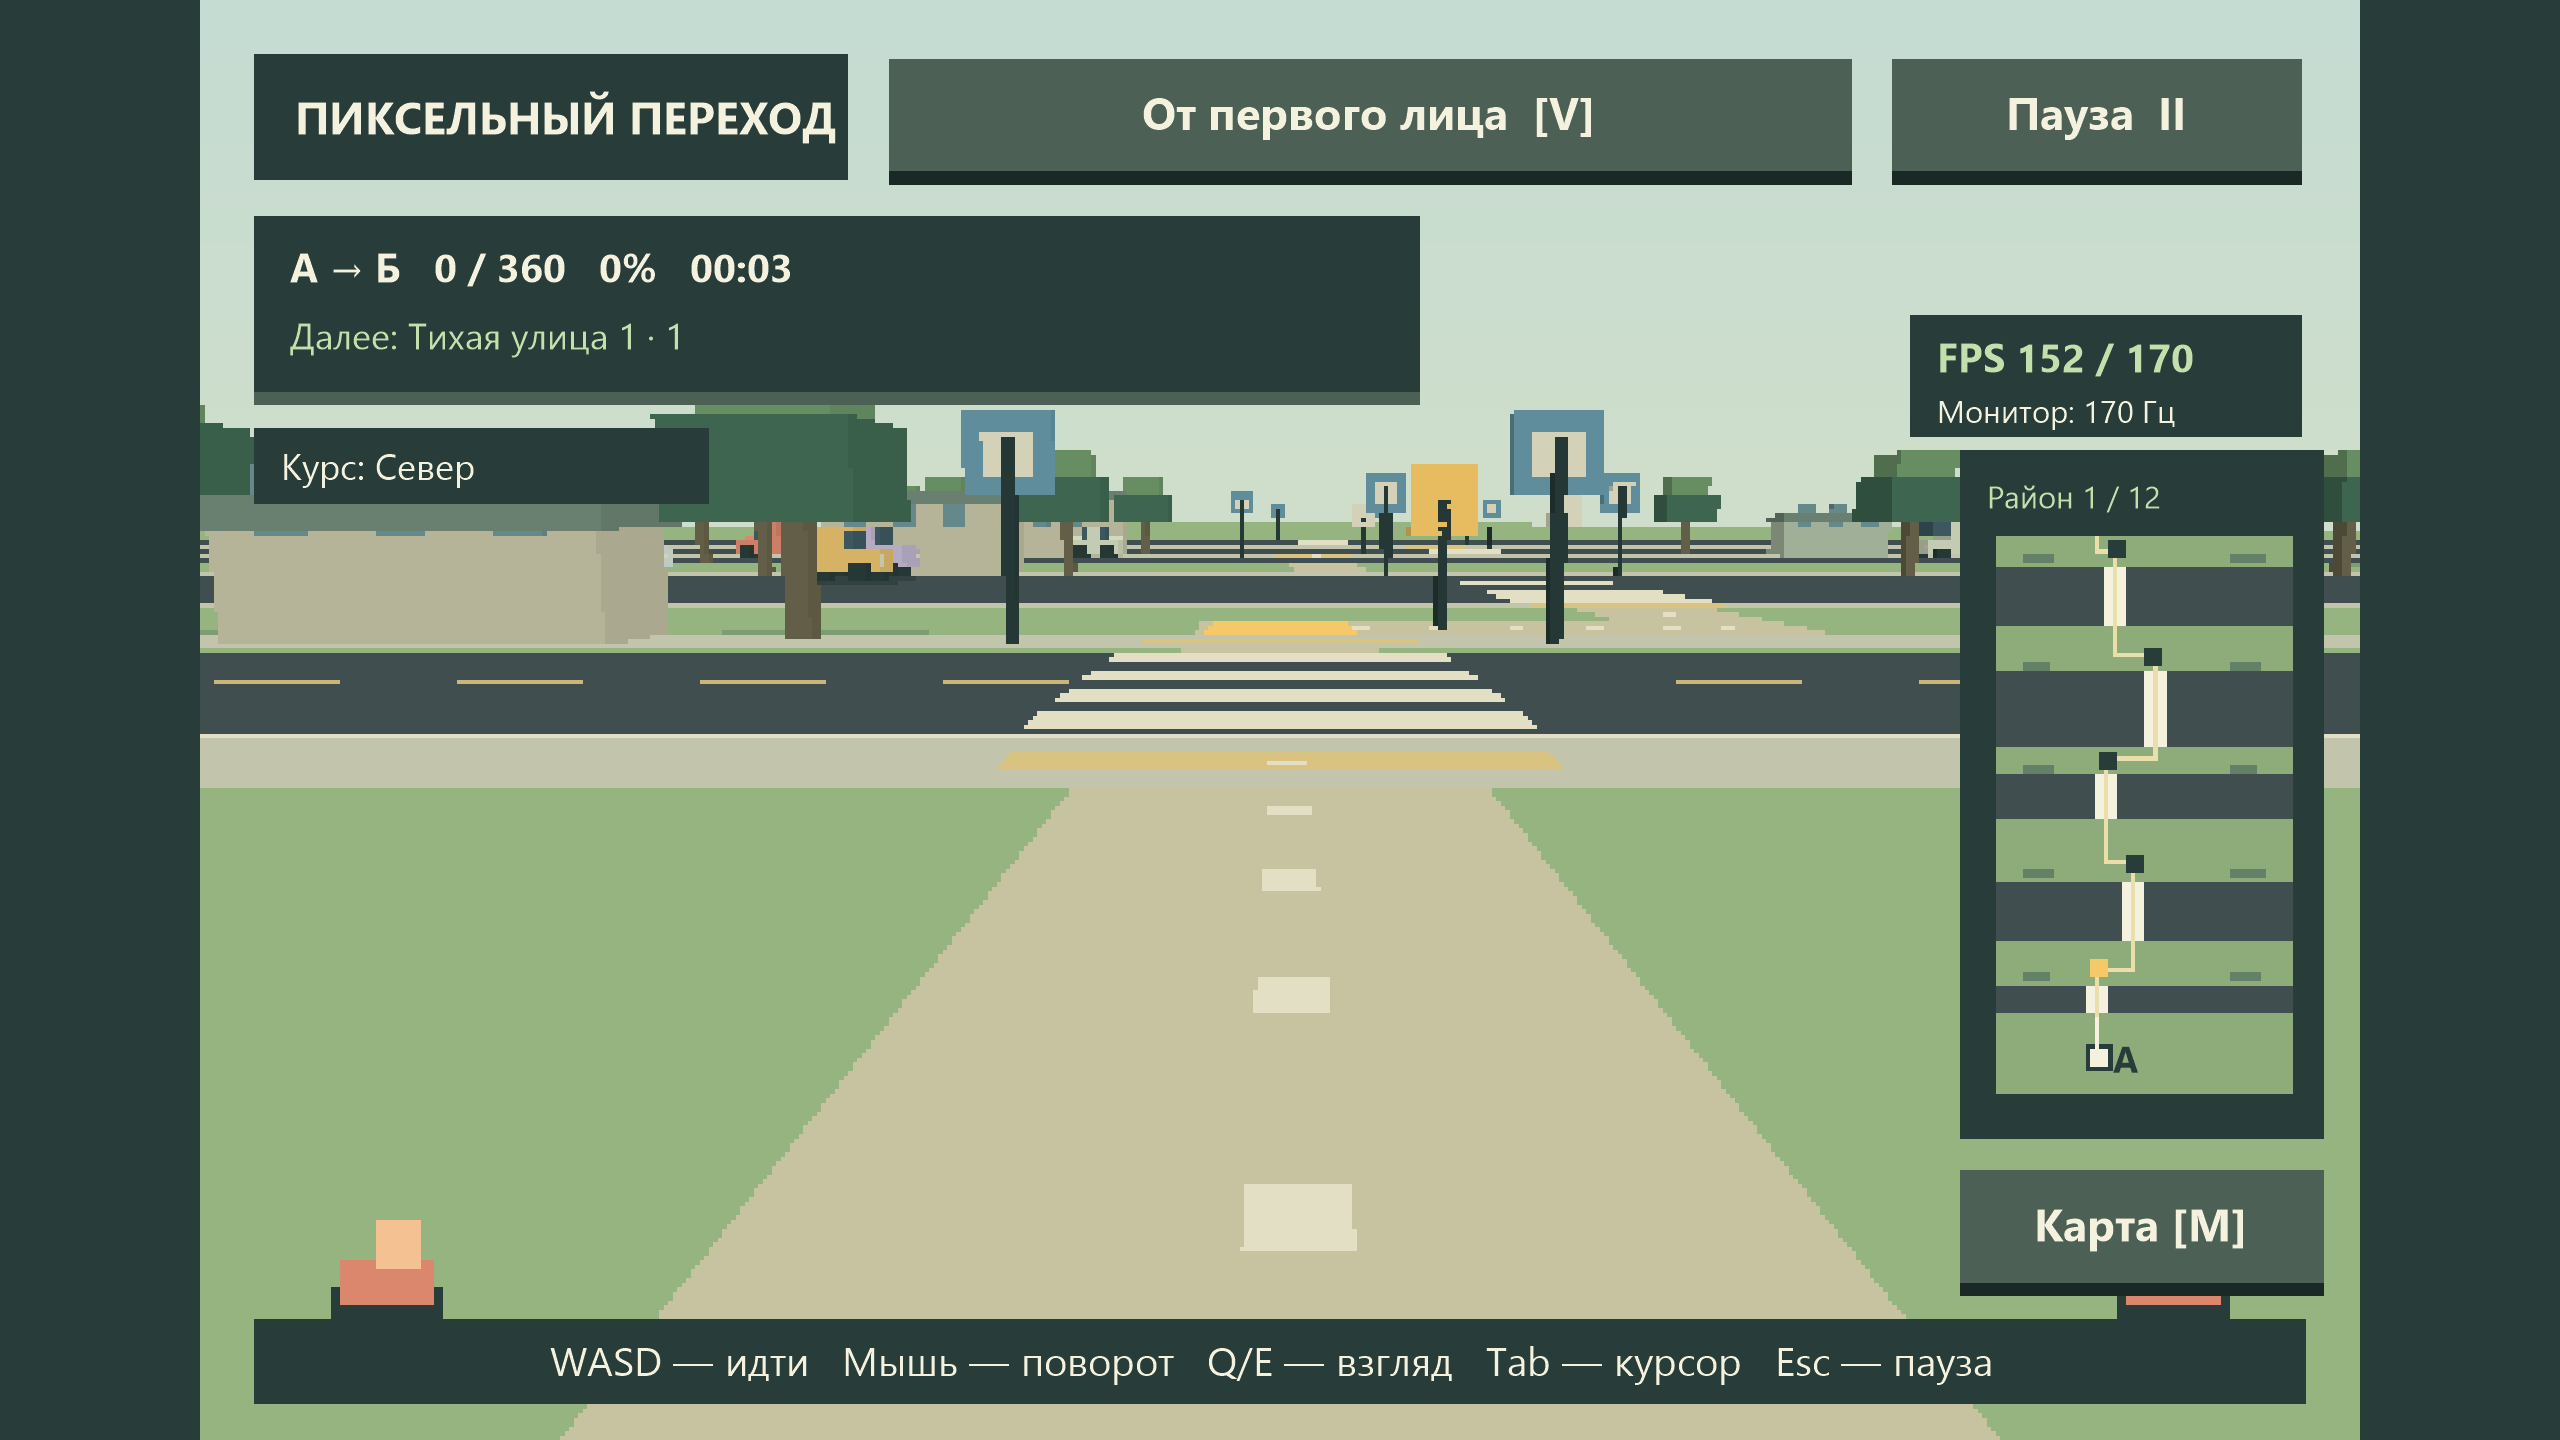 ПИКСЕЛЬНЫЙ ПЕРЕХОД
От первого лица [V]
Пауза II
А → Б 0 / 360 0% 00:03
Далее: Тихая улица 1 · 1
FPS 152 / 170
Монитор: 170 Гц
Курс: Север
Район 1 / 12
А
Карта [M]
WASD — идти Мышь — поворот Q/E — взгляд Tab — курсор Esc — пауза